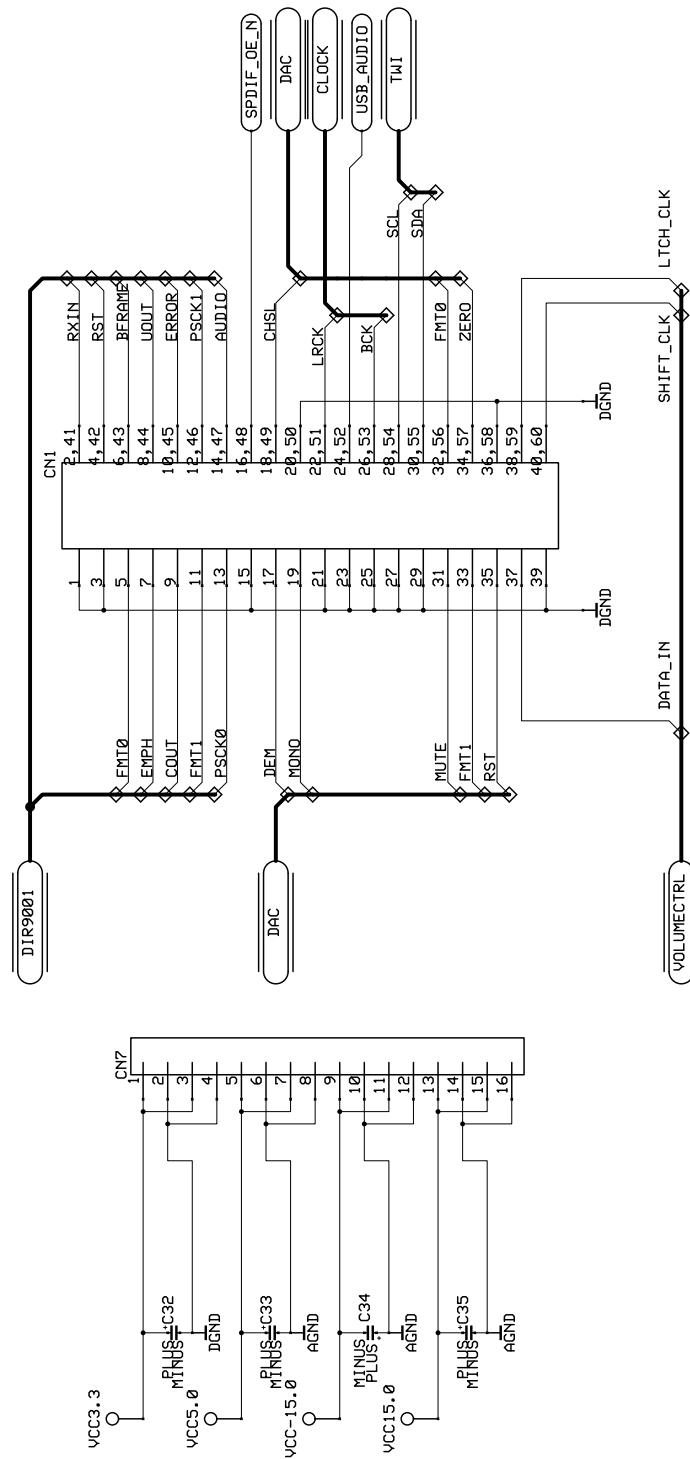 SPDIF_OE_N
DAC
CLOCK
USB_AUDIO
TWI
RXIN
RST
BFRAME
UOUT
ERROR
PSCK1
AUDIO
CHSL
LRCK
BCK
SCL
SDA
FMT0
ZERO
LTCH_CLK
SHIFT_CLK
CN1
2,41
4,42
6,43
8,44
10,45
12,46
14,47
16,48
18,49
20,50
22,51
24,52
26,53
28,54
30,55
32,56
34,57
36,58
38,59
40,60
DGND
1
3
5
7
9
11
13
15
17
19
21
23
25
27
29
31
33
35
37
39
DGND
FMT0
EMPH
COUT
FMT1
PSCK0
DEM
MONO
MUTE
FMT1
RST
DATA_IN
DIR9001
DAC
VOLUMECTRL
CN7
1
2
3
4
5
6
7
8
9
10
11
12
13
14
15
16
PLUS
+
C32
MINUS
DGND
PLUS
+
C33
MINUS
AGND
MINUS
C34
PLUS
+
AGND
PLUS
+
C35
MINUS
AGND
VCC3.3
VCC5.0
VCC-15.0
VCC15.0